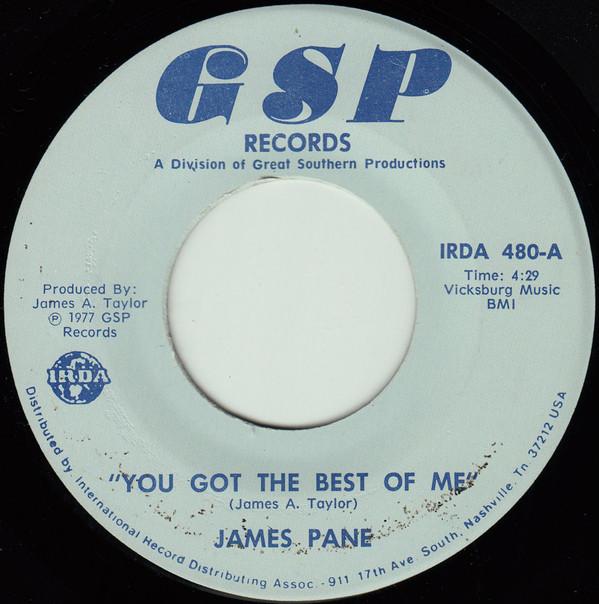 GSP
RECORDS
A Division of Great Southern Productions
IRDA 480-A
Time: 4:29
Vicksburg Music
BMI
Produced By:
James A. Taylor
℗ 1977 GSP
Records
IRDA
"YOU GOT THE BEST OF ME"
(James A. Taylor)
JAMES PANE
Distributed by International Record Distributing Assoc. - 911 17th Ave. South, Nashville, Tn 37212 USA